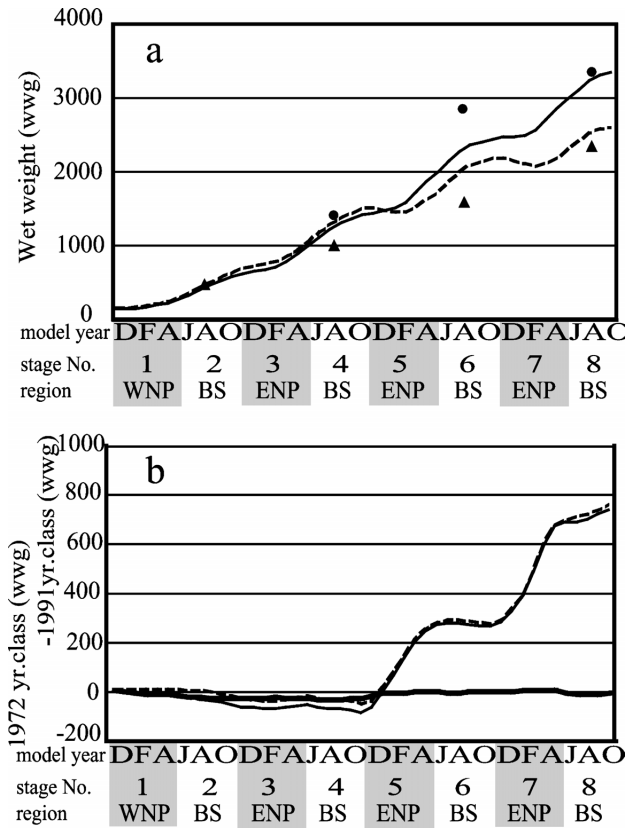 4000
a
3000
2000
1000
0
Wet weight (wwg)
model year DFAJAODFAJAODFAJAODFAJAO
stage No. 1 2 3 4 5 6 7 8
region WNP BS ENP BS ENP BS ENP BS
1000
b
800
600
400
200
0
-200
1972 yr.class (wwg)
-1991yr.class (wwg)
model year DFAJAODFAJAODFAJAODFAJAO
stage No. 1 2 3 4 5 6 7 8
region WNP BS ENP BS ENP BS ENP BS